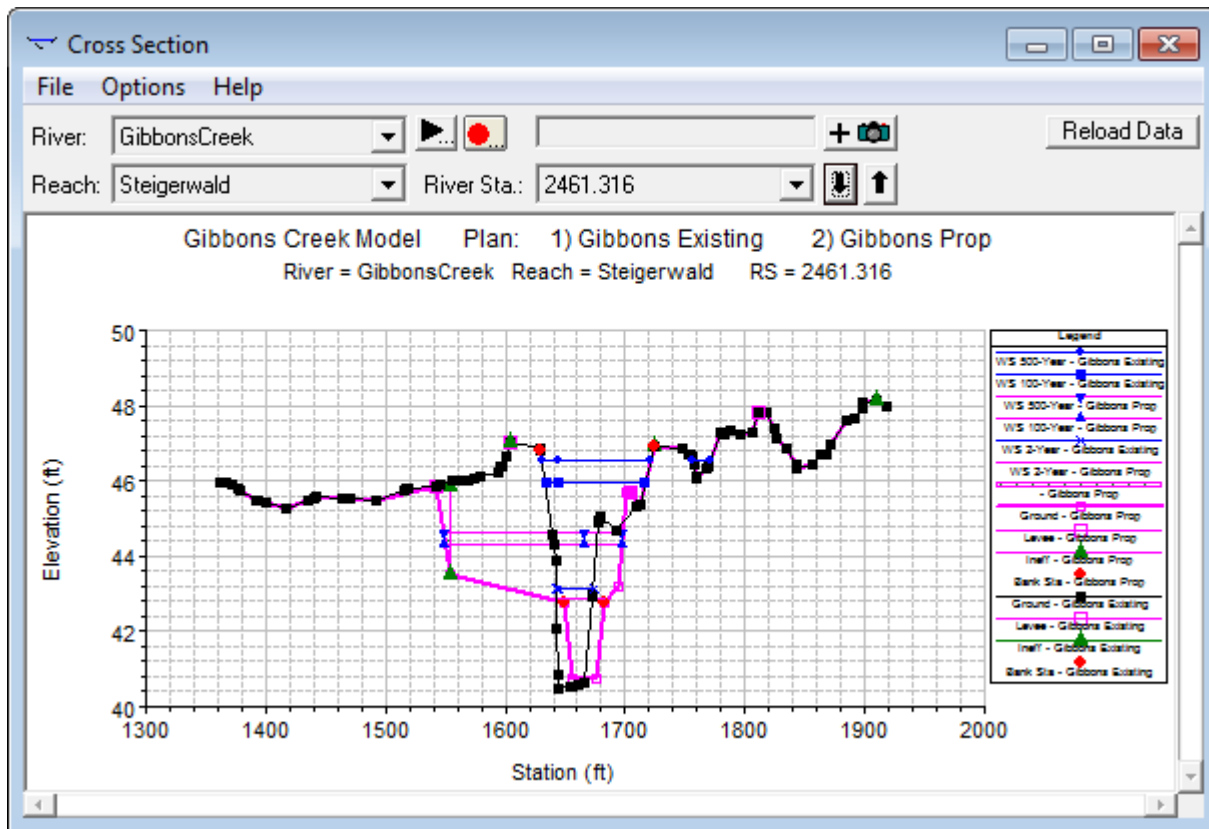 Cross Section
File Options Help
River: GibbonsCreek ... ... + Reload Data
Reach: Steigerwald River Sta.: 2461.316
Gibbons Creek Model Plan: 1) Gibbons Existing 2) Gibbons Prop
River = GibbonsCreek Reach = Steigerwald RS = 2461.316
Legend
WS 500-Year - Gibbons Existing
WS 100-Year - Gibbons Existing
WS 500-Year - Gibbons Prop
WS 100-Year - Gibbons Prop
WS 2-Year - Gibbons Existing
WS 2-Year - Gibbons Prop
- Gibbons Prop
Ground - Gibbons Prop
Levee - Gibbons Prop
Ineff - Gibbons Prop
Bank Sta - Gibbons Prop
Ground - Gibbons Existing
Levee - Gibbons Existing
Ineff - Gibbons Existing
Bank Sta - Gibbons Existing
50
48
46
44
42
40
Elevation (ft)
1300 1400 1500 1600 1700 1800 1900 2000
Station (ft)